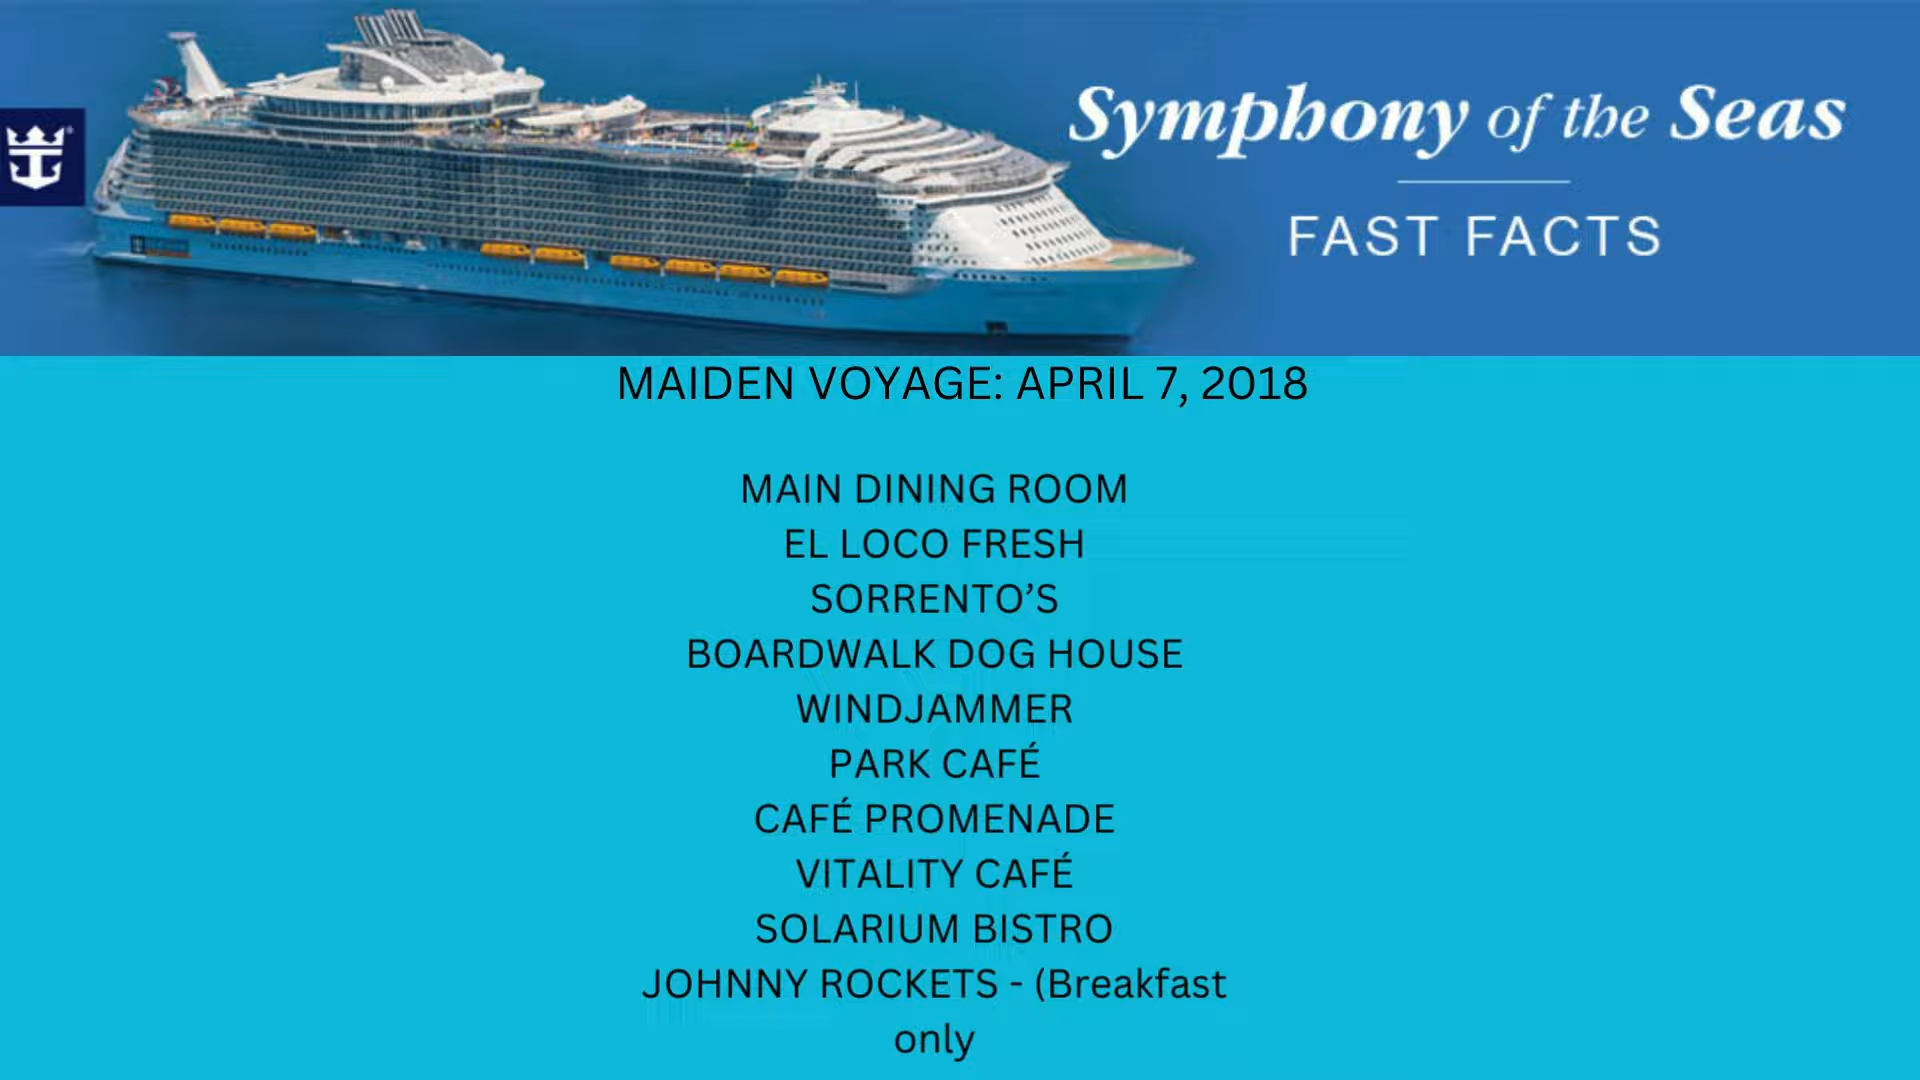 Symphony of the Seas
FAST FACTS
MAIDEN VOYAGE: APRIL 7, 2018
MAIN DINING ROOM
EL LOCO FRESH
SORRENTO’S
BOARDWALK DOG HOUSE
WINDJAMMER
PARK CAFÉ
CAFÉ PROMENADE
VITALITY CAFÉ
SOLARIUM BISTRO
JOHNNY ROCKETS - (Breakfast
only